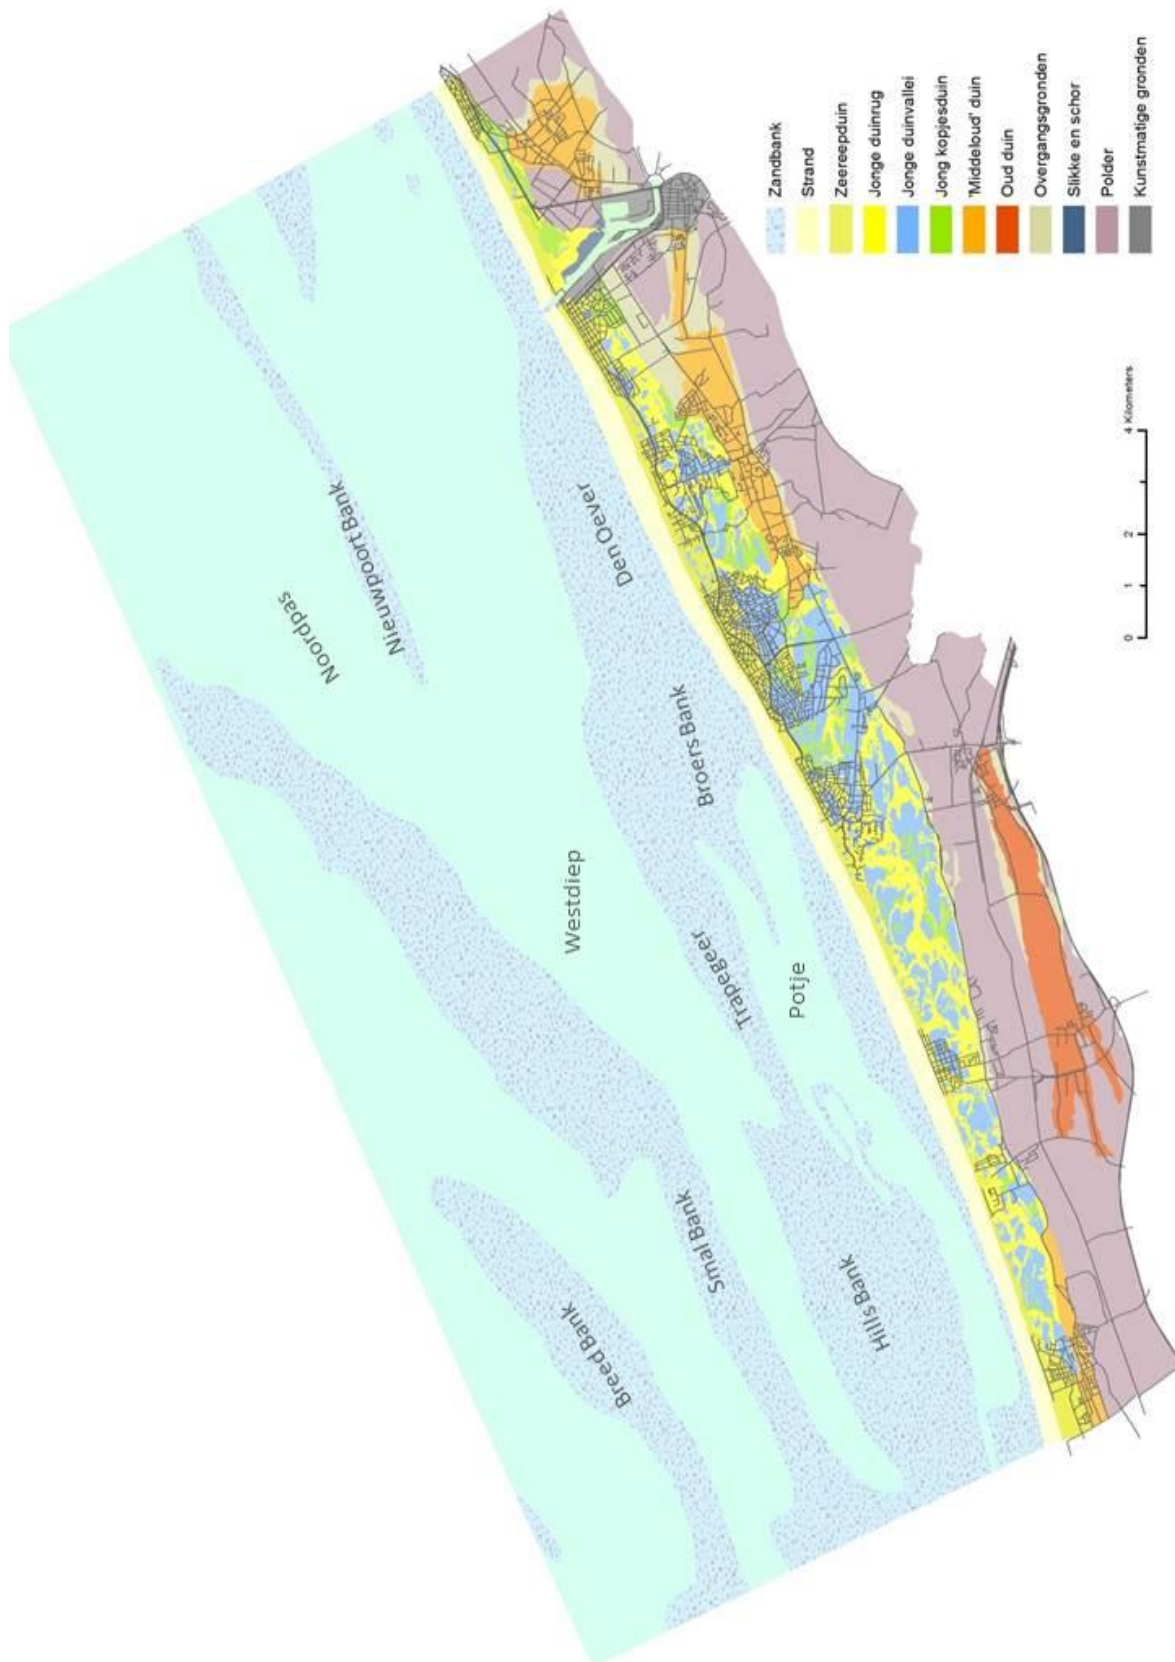 Noordpas
Nieuwpoort Bank
Den Oever
Westdiep
Broers Bank
Trapegeer
Potje
Breed Bank
Smal Bank
Hills Bank
Zandbank
Strand
Zeereepduin
Jonge duinrug
Jonge duinvallei
Jong kopjesduin
'Middeloud' duin
Oud duin
Overgangsgronden
Slikke en schor
Polder
Kunstmatige gronden
0 1 2 4 Kilometers